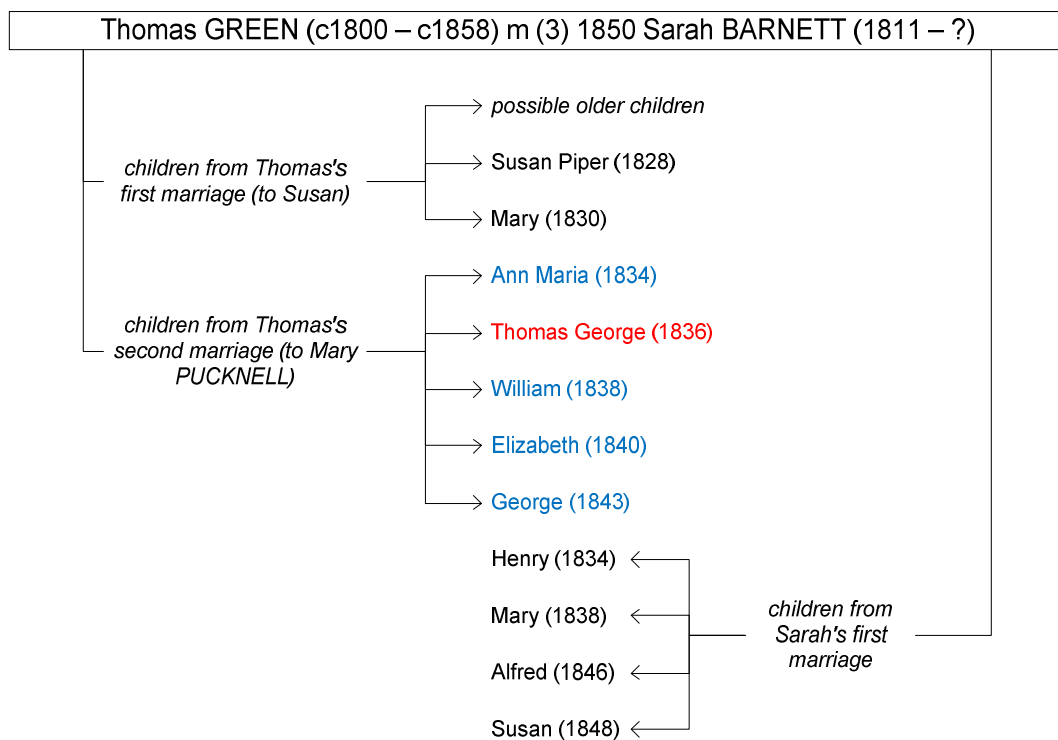 Thomas GREEN (c1800 – c1858) m (3) 1850 Sarah BARNETT (1811 – ?)
possible older children
children from Thomas's
first marriage (to Susan)
Susan Piper (1828)
Mary (1830)
Ann Maria (1834)
children from Thomas's
second marriage (to Mary
PUCKNELL)
Thomas George (1836)
William (1838)
Elizabeth (1840)
George (1843)
Henry (1834)
Mary (1838)
children from
Sarah's first
marriage
Alfred (1846)
Susan (1848)